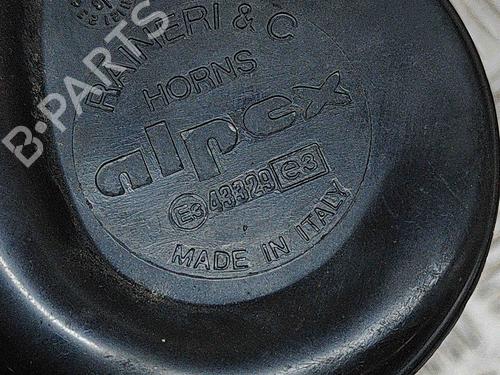 RAINERI & C
HORNS
alpex
E3 43329 e3
MADE IN ITALY
B-PARTS